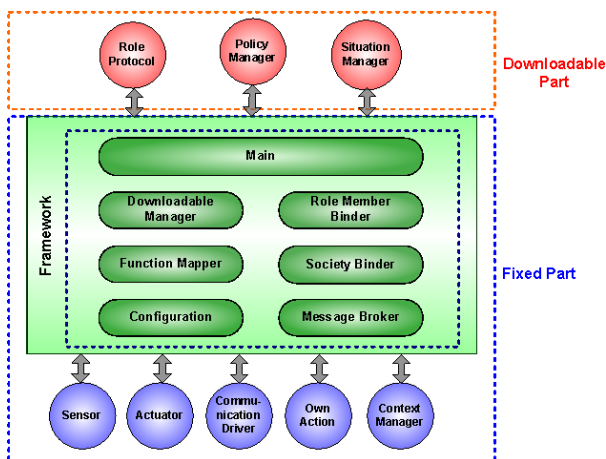 Role
Protocol
Policy
Manager
Situation
Manager
Downloadable
Part
Framework
Main
Downloadable
Manager
Role Member
Binder
Function Mapper
Society Binder
Configuration
Message Broker
Fixed Part
Sensor
Actuator
Commu-
nication
Driver
Own
Action
Context
Manager